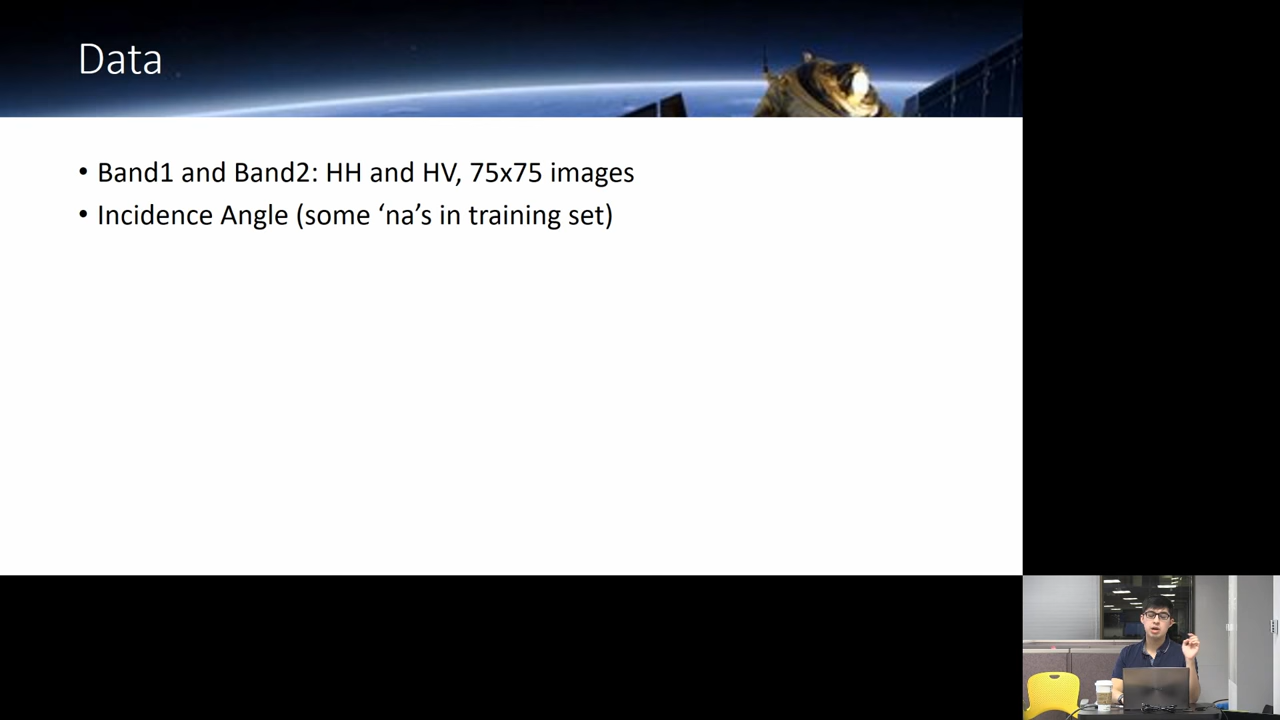 Data
• Band1 and Band2: HH and HV, 75x75 images
• Incidence Angle (some ‘na’s in training set)